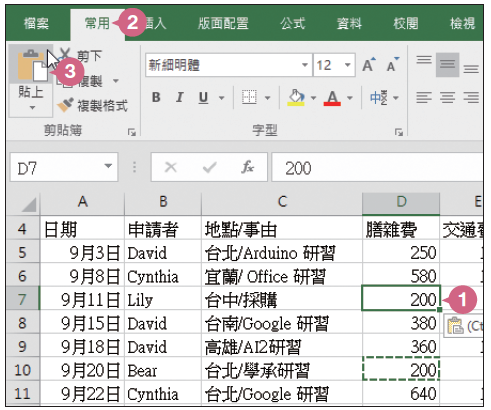 檔案 常用 2 插入 版面配置 公式 資料 校閱 檢視
剪下
3 複製
貼上 複製格式
新細明體 12 A A
B I U A 中
剪貼簿 字型
D7 fx 200
A B C D E
4 日期 申請者 地點/事由 膳雜費 交通費
5 9月3日 David 台北/Arduino 研習 250
6 9月8日 Cynthia 宜蘭/ Office 研習 580
7 9月11日 Lily 台中/採購 200 1
8 9月15日 David 台南/Google 研習 380 (Ct
9 9月18日 David 高雄/AI2研習 360
10 9月20日 Bear 台北/學承研習 200
11 9月22日 Cynthia 台北/Google 研習 640